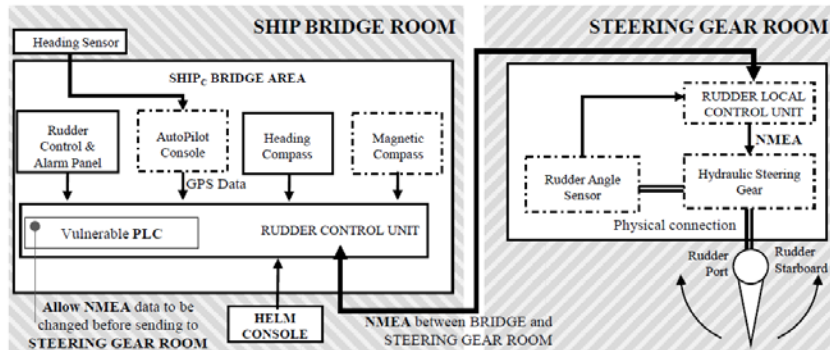 SHIP BRIDGE ROOM
Heading Sensor
SHIPC BRIDGE AREA
Rudder
Control &
Alarm Panel
AutoPilot
Console
Heading
Compass
Magnetic
Compass
GPS Data
Vulnerable PLC
RUDDER CONTROL UNIT
Allow NMEA data to be
changed before sending to
STEERING GEAR ROOM
HELM
CONSOLE
NMEA between BRIDGE and
STEERING GEAR ROOM
STEERING GEAR ROOM
RUDDER LOCAL
CONTROL UNIT
NMEA
Rudder Angle
Sensor
Hydraulic Steering
Gear
Physical connection
Rudder
Port
Rudder
Starboard